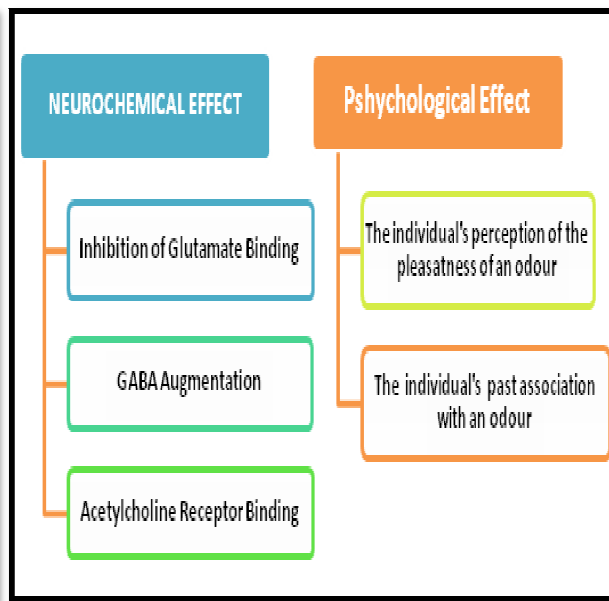 NEUROCHEMICAL EFFECT
Inhibition of Glutamate Binding
GABA Augmentation
Acetylcholine Receptor Binding
Pshychological Effect
The individual's perception of the
pleasatness of an odour
The individual's past association
with an odour